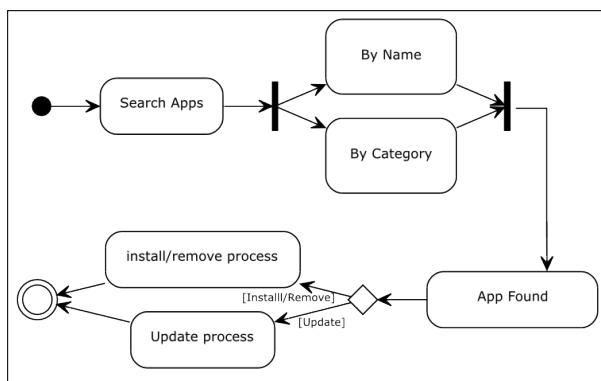 By Name
Search Apps
By Category
install/remove process
[Installl/Remove]
App Found
[Update]
Update process